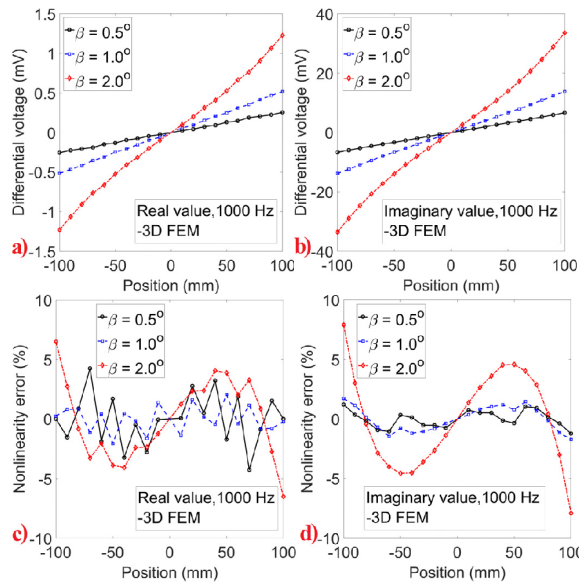 1.5
1
0.5
0
-0.5
-1
1.5
Differential voltage (mV)
β = 0.5°
β = 1.0°
β = 2.0°
Real value,1000 Hz
-3D FEM
a)
-100 -50 0 50 100
Position (mm)
40
20
0
-20
-40
Differential voltage (mV)
β = 0.5°
β = 1.0°
β = 2.0°
Imaginary value,1000 Hz
-3D FEM
b)
-100 -50 0 50 100
Position (mm)
10
5
0
-5
-10
Nonlinearity error (%)
β = 0.5°
β = 1.0°
β = 2.0°
Real value,1000 Hz
-3D FEM
c)
-100 -50 0 50 100
Position (mm)
10
5
0
-5
-10
Nonlinearity error (%)
β = 0.5°
β = 1.0°
β = 2.0°
Imaginary value,1000 Hz
-3D FEM
d)
-100 -50 0 50 100
Position (mm)